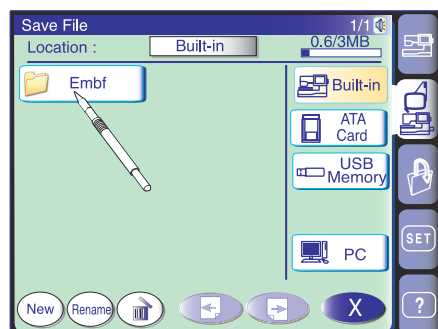 Save File 1/1
Location : Built-in 0.6/3MB
Embf
Built-in
ATA
Card
USB
Memory
PC
SET
New Rename X ?